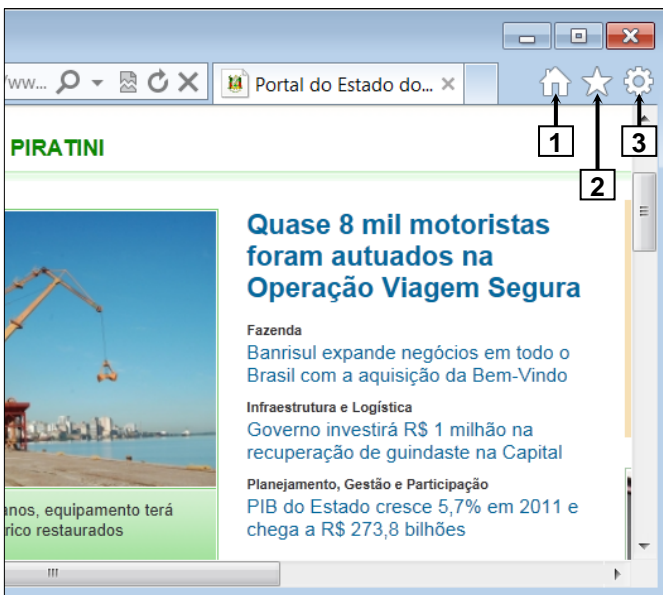 /ww...
Portal do Estado do...
1
2
3
PIRATINI
Quase 8 mil motoristas
foram autuados na
Operação Viagem Segura
Fazenda
Banrisul expande negócios em todo o
Brasil com a aquisição da Bem-Vindo
Infraestrutura e Logística
Governo investirá R$ 1 milhão na
recuperação de guindaste na Capital
Planejamento, Gestão e Participação
PIB do Estado cresce 5,7% em 2011 e
chega a R$ 273,8 bilhões
anos, equipamento terá
rico restaurados